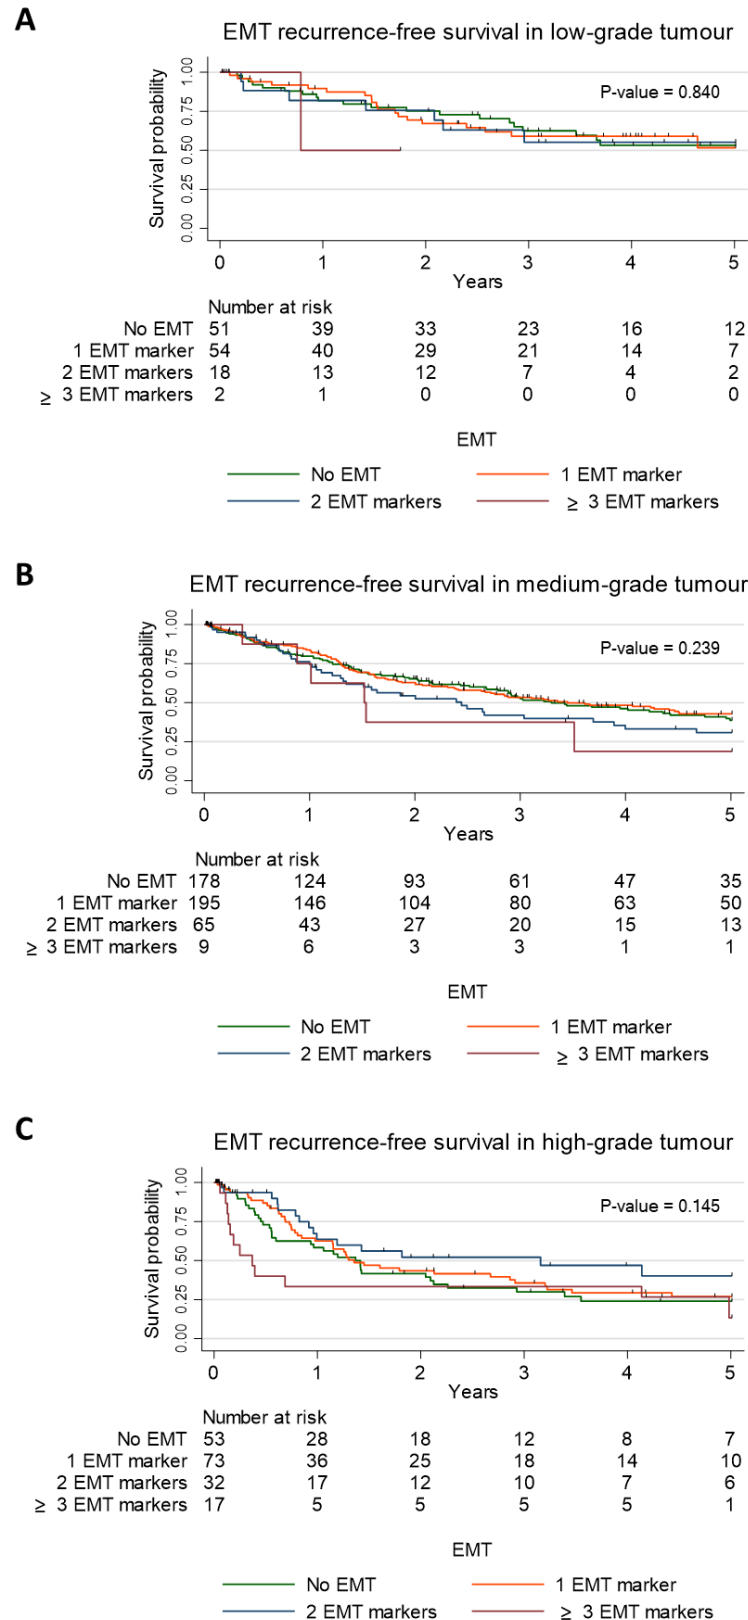 A
EMT recurrence-free survival in low-grade tumour
Survival probability
0.00 0.25 0.50 0.75 1.00
P-value = 0.840
0 1 2 3 4 5
Years
Number at risk
No EMT 51 39 33 23 16 12
1 EMT marker 54 40 29 21 14 7
2 EMT markers 18 13 12 7 4 2
≥ 3 EMT markers 2 1 0 0 0 0
EMT
No EMT 1 EMT marker
2 EMT markers ≥ 3 EMT markers
B
EMT recurrence-free survival in medium-grade tumour
Survival probability
0.00 0.25 0.50 0.75 1.00
P-value = 0.239
0 1 2 3 4 5
Years
Number at risk
No EMT 178 124 93 61 47 35
1 EMT marker 195 146 104 80 63 50
2 EMT markers 65 43 27 20 15 13
≥ 3 EMT markers 9 6 3 3 1 1
EMT
No EMT 1 EMT marker
2 EMT markers ≥ 3 EMT markers
C
EMT recurrence-free survival in high-grade tumour
Survival probability
0.00 0.25 0.50 0.75 1.00
P-value = 0.145
0 1 2 3 4 5
Years
Number at risk
No EMT 53 28 18 12 8 7
1 EMT marker 73 36 25 18 14 10
2 EMT markers 32 17 12 10 7 6
≥ 3 EMT markers 17 5 5 5 5 1
EMT
No EMT 1 EMT marker
2 EMT markers ≥ 3 EMT markers